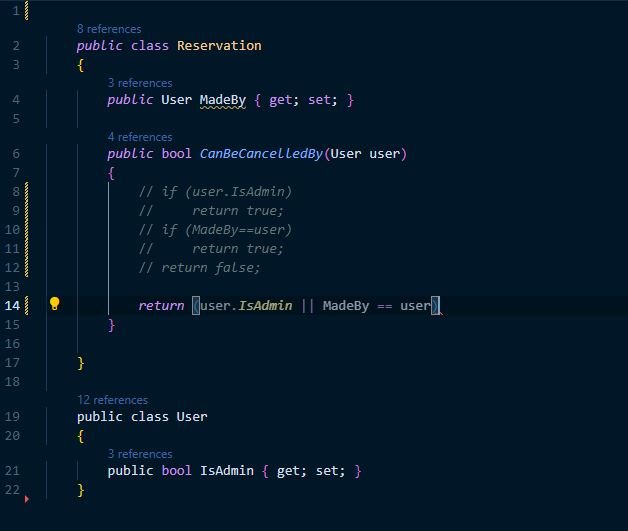 1
8 references
2 public class Reservation
3 {
3 references
4 public User MadeBy { get; set; }
5
4 references
6 public bool CanBeCancelledBy(User user)
7 {
8 // if (user.IsAdmin)
9 //     return true;
10 // if (MadeBy==user)
11 //     return true;
12 // return false;
14 return (user.IsAdmin || MadeBy == user)
15 }
16
17 }
18
12 references
19 public class User
20 {
3 references
21 public bool IsAdmin { get; set; }
22 }